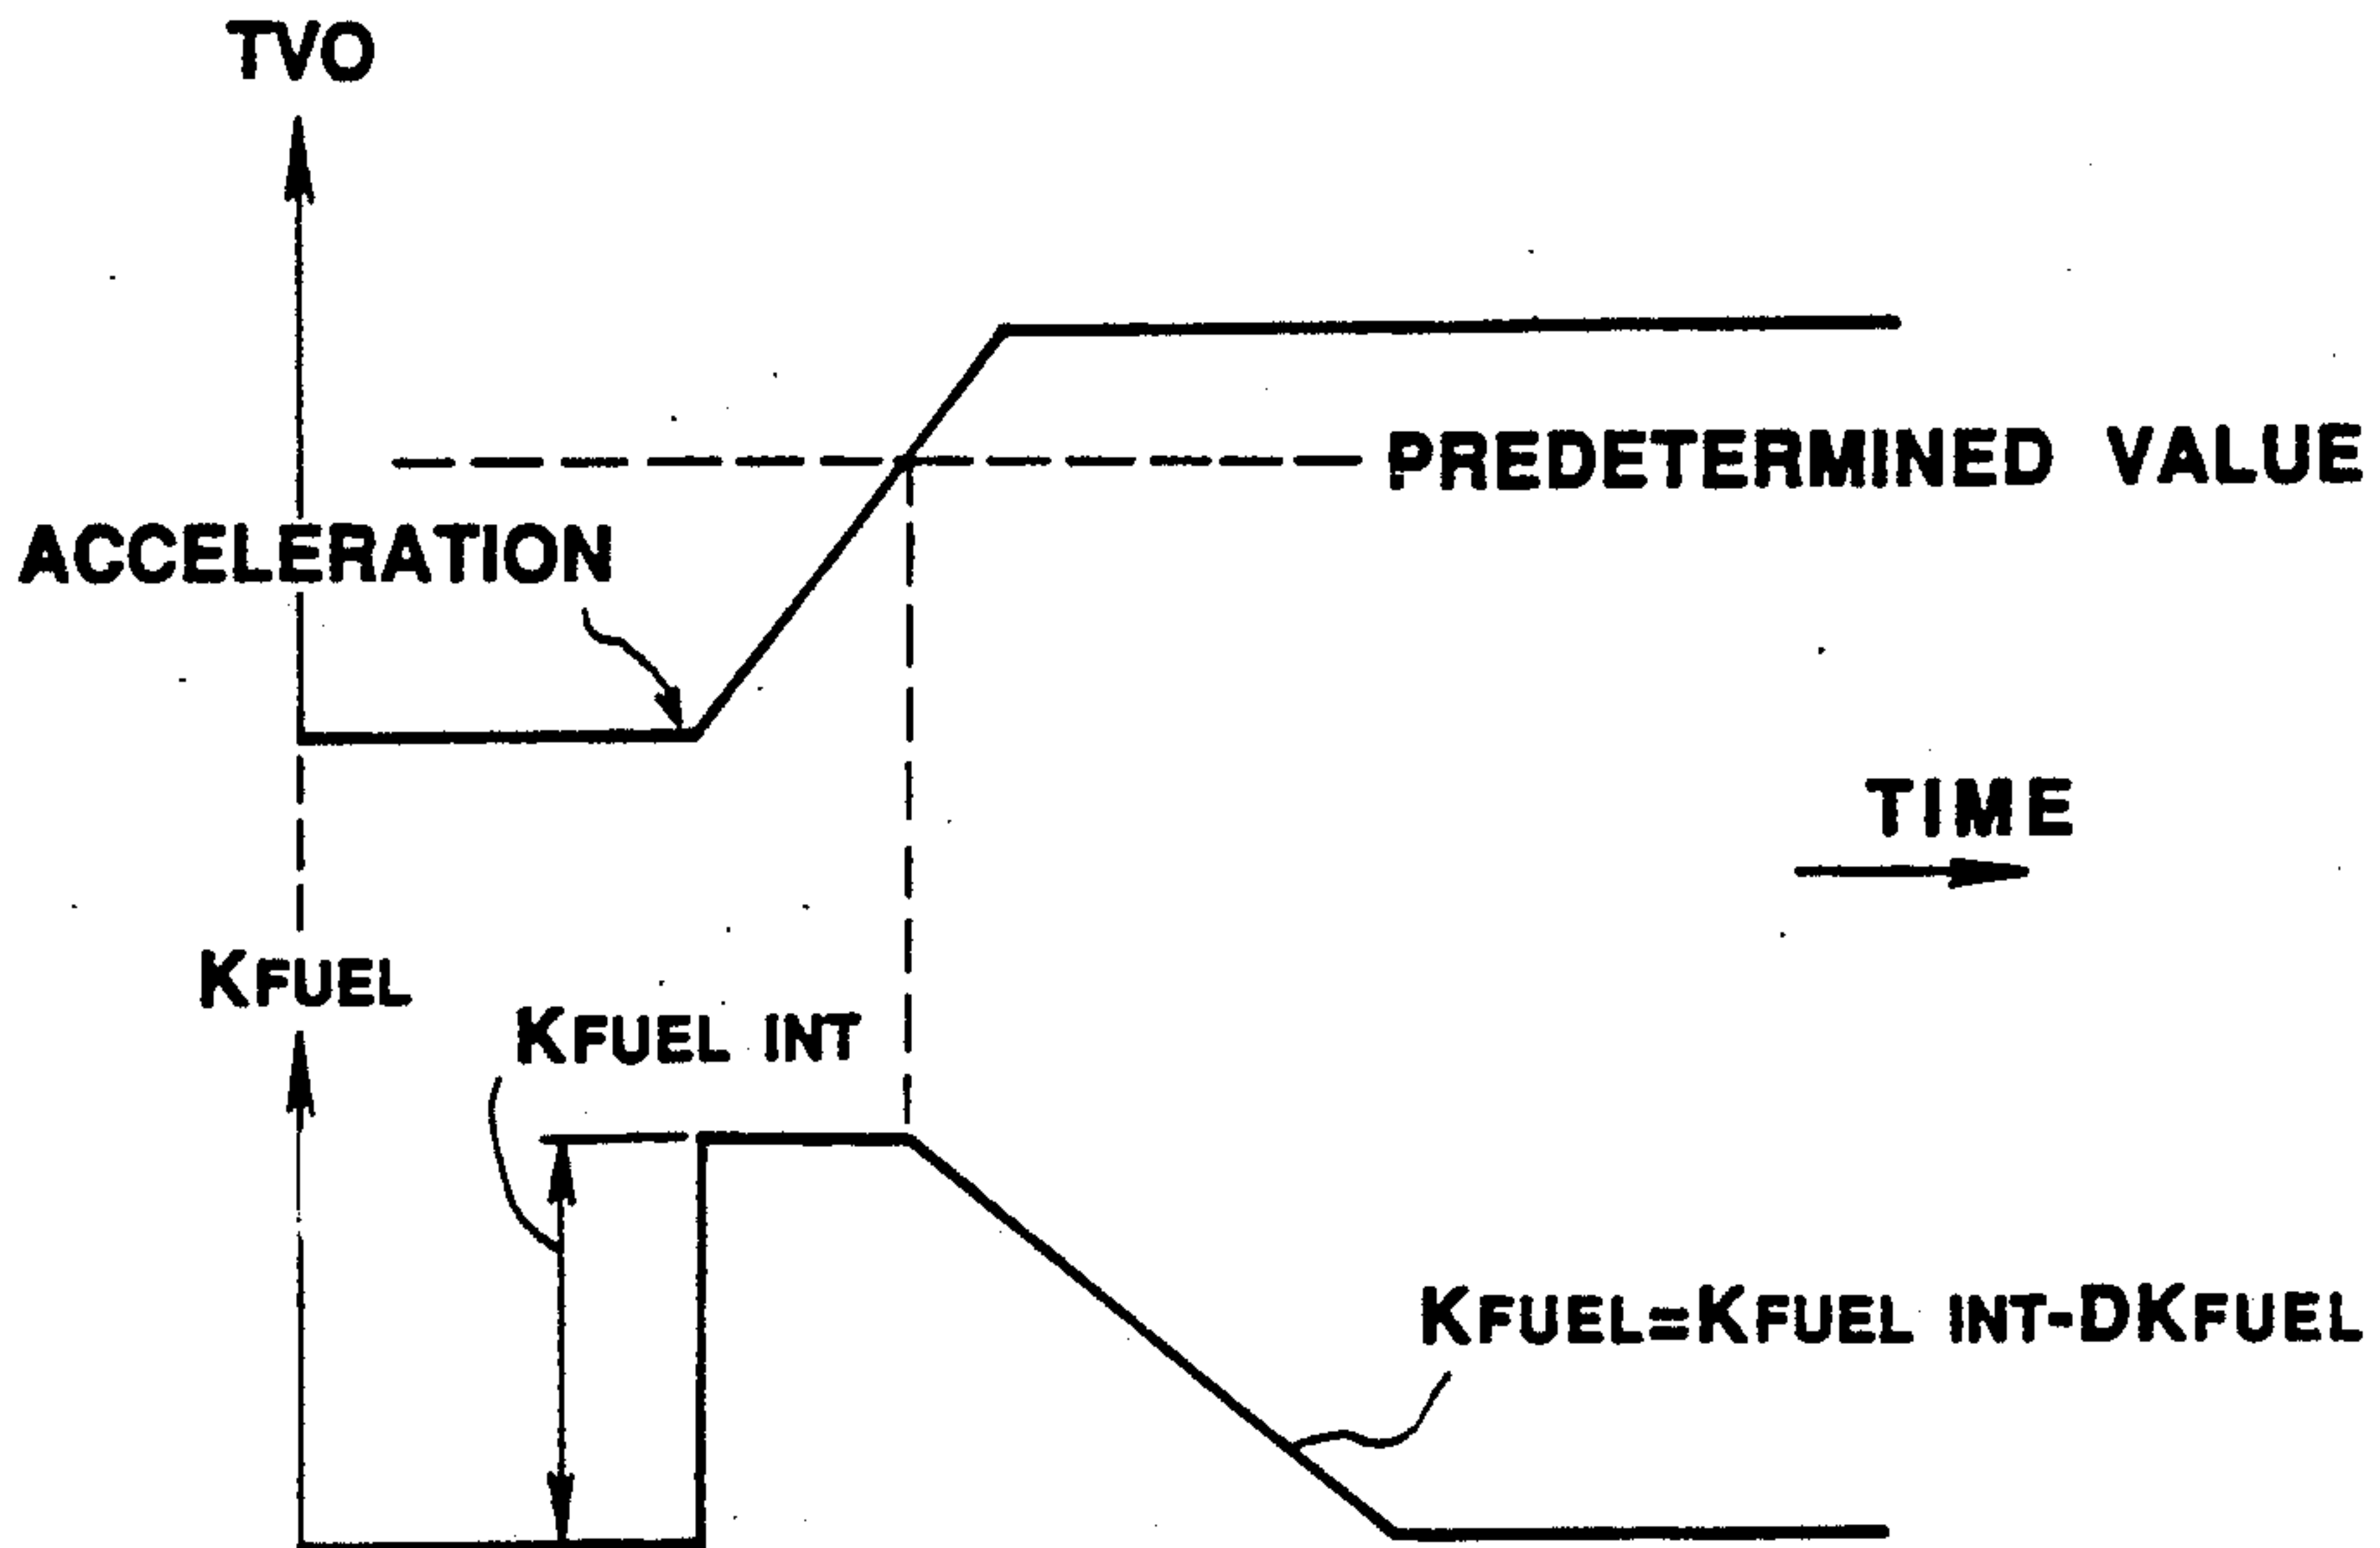 TVO
PREDETERMINED VALUE
ACCELERATION
TIME
KFUEL
KFUEL INT
KFUEL=KFUEL INT-DKFUEL